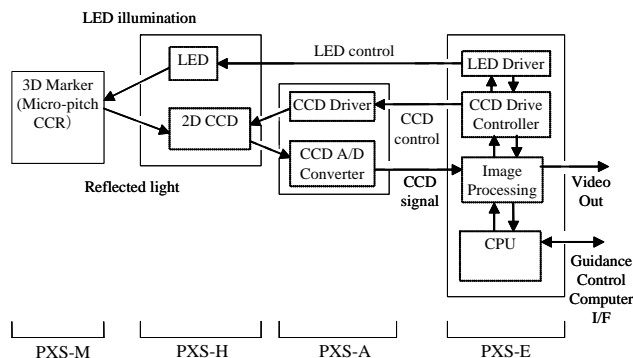 LED illumination
LED control
LED
LED Driver
3D Marker
(Micro-pitch
CCR）
2D CCD
CCD Driver
CCD
control
CCD Drive
Controller
CCD A/D
Converter
Reflected light
CCD
signal
Image
Processing
Video
Out
CPU
Guidance
Control
Computer
I/F
PXS-M
PXS-H
PXS-A
PXS-E